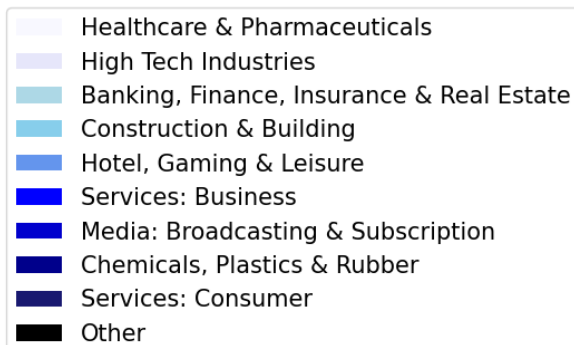 Healthcare & Pharmaceuticals
High Tech Industries
Banking, Finance, Insurance & Real Estate
Construction & Building
Hotel, Gaming & Leisure
Services: Business
Media: Broadcasting & Subscription
Chemicals, Plastics & Rubber
Services: Consumer
Other